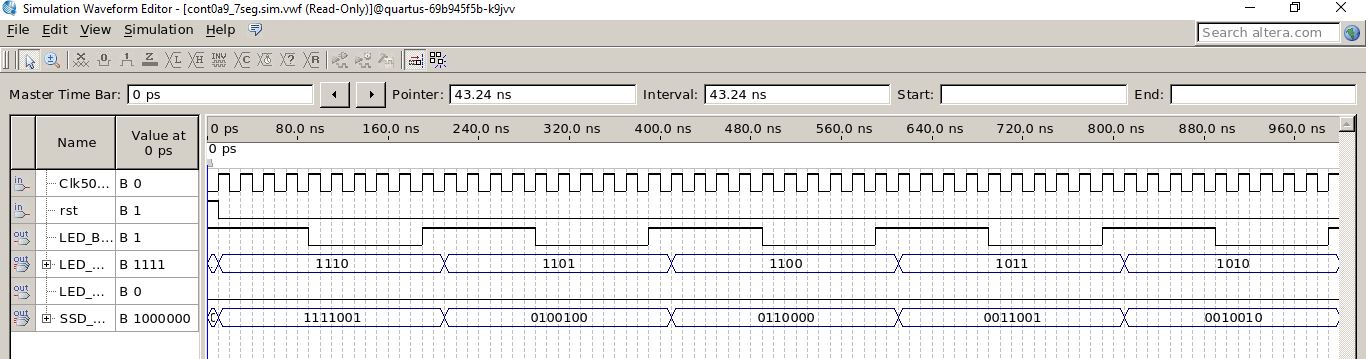 Simulation Waveform Editor - [cont0a9_7seg.sim.vwf (Read-Only)]@quartus-69b945f5b-k9jvv
File Edit View Simulation Help
Search altera.com
Master Time Bar: 0 ps Pointer: 43.24 ns Interval: 43.24 ns Start: End:
Name Value at 0 ps 0 ps 80.0 ns 160.0 ns 240.0 ns 320.0 ns 400.0 ns 480.0 ns 560.0 ns 640.0 ns 720.0 ns 800.0 ns 880.0 ns 960.0 ns
0 ps
in Clk50... B 0
in rst B 1
out LED_B... B 1
out LED_... B 1111 1110 1101 1100 1011 1010
out LED_... B 0
out SSD_... B 1000000 1111001 0100100 0110000 0011001 0010010